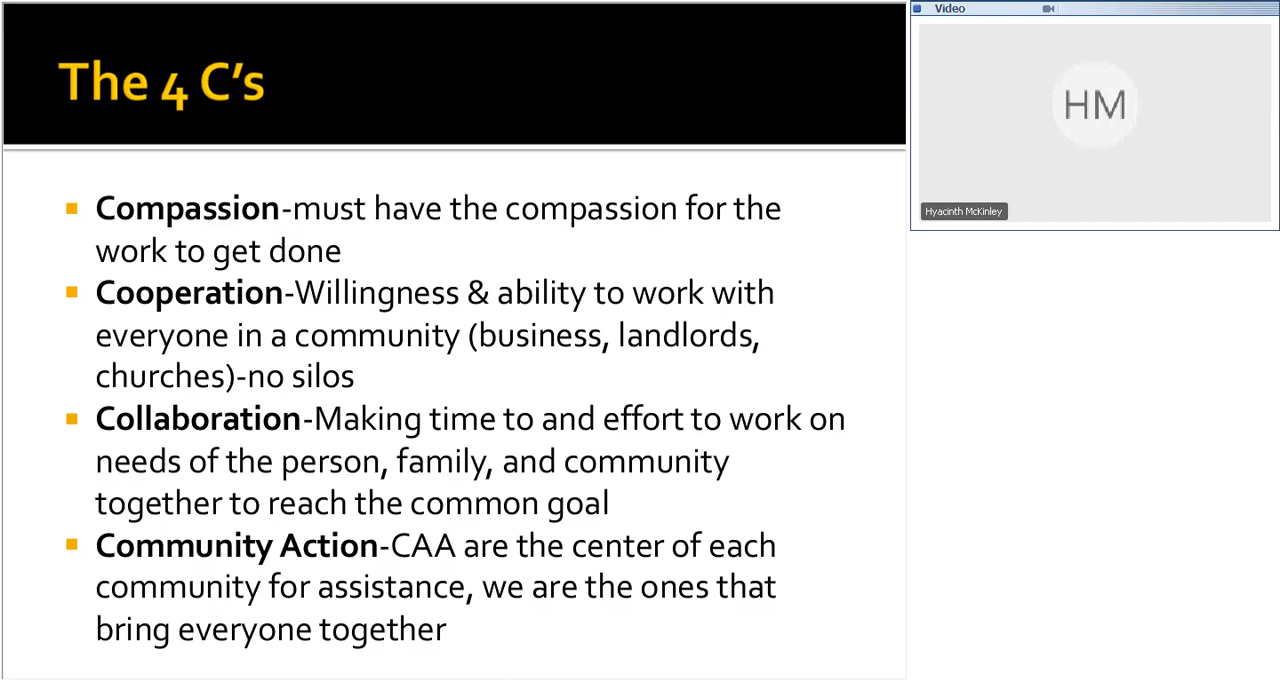 The 4 C’s
Compassion-must have the compassion for the
work to get done
Cooperation-Willingness & ability to work with
everyone in a community (business, landlords,
churches)-no silos
Collaboration-Making time to and effort to work on
needs of the person, family, and community
together to reach the common goal
Community Action-CAA are the center of each
community for assistance, we are the ones that
bring everyone together
Video
HM
Hyacinth McKinley